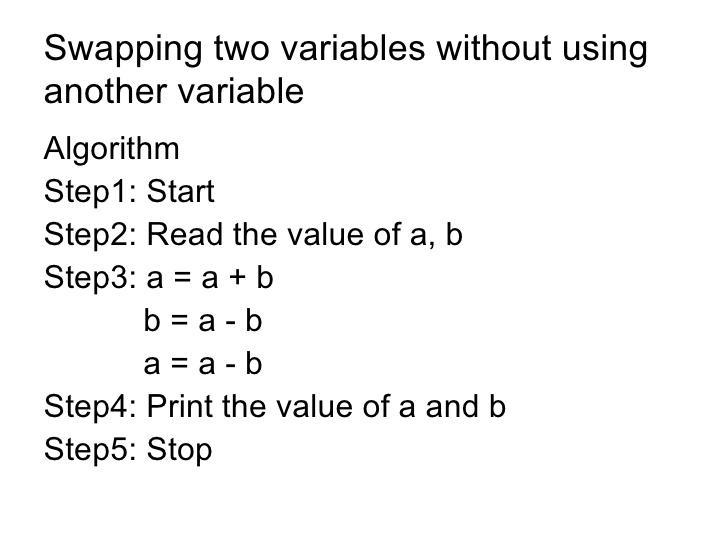 Swapping two variables without using
another variable
Algorithm
Step1: Start
Step2: Read the value of a, b
Step3: a = a + b
b = a - b
a = a - b
Step4: Print the value of a and b
Step5: Stop